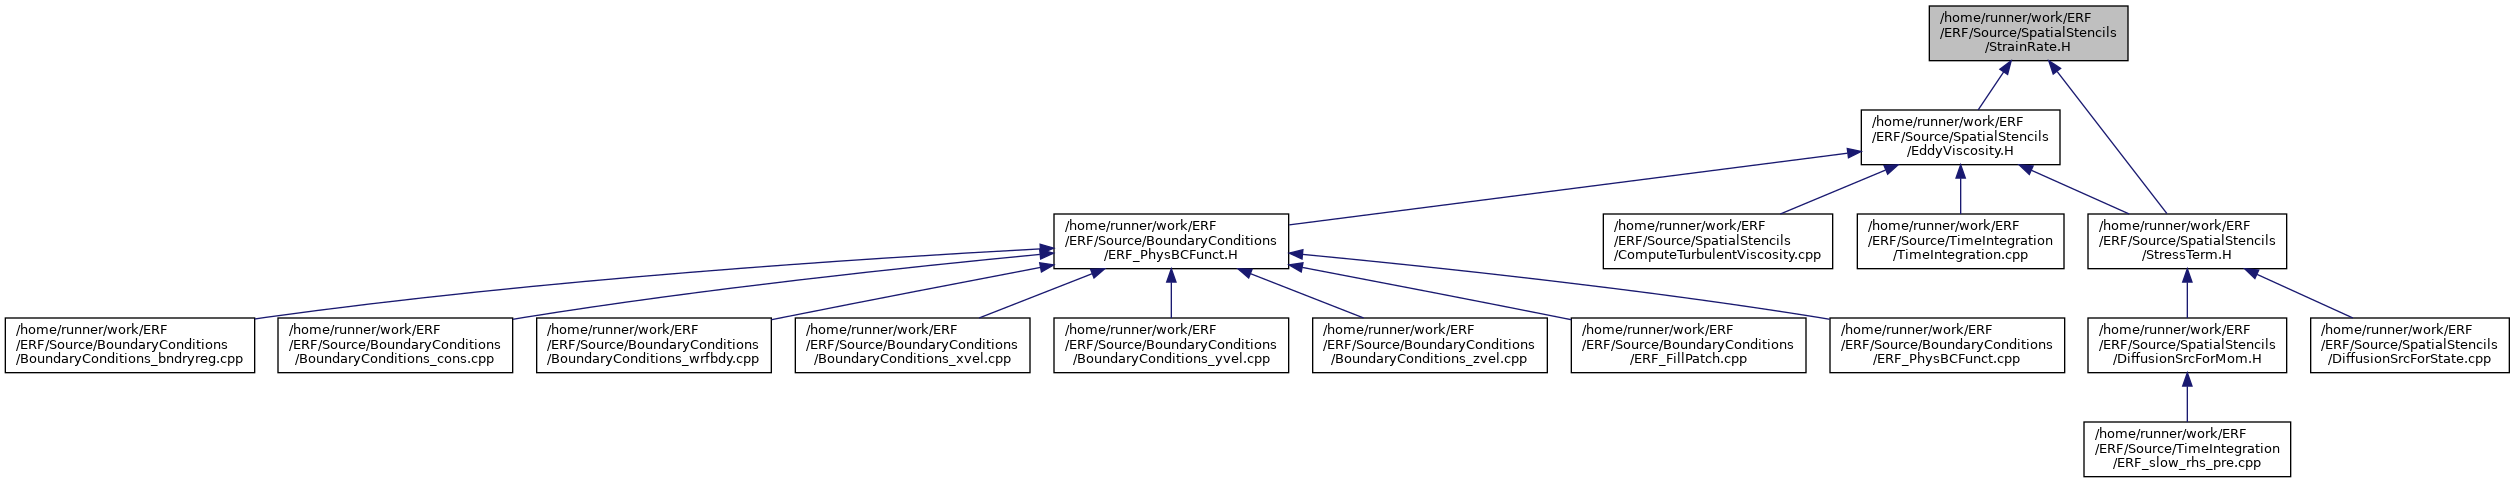 /home/runner/work/ERF
/ERF/Source/SpatialStencils
/StrainRate.H
/home/runner/work/ERF
/ERF/Source/SpatialStencils
/EddyViscosity.H
/home/runner/work/ERF
/ERF/Source/BoundaryConditions
/ERF_PhysBCFunct.H
/home/runner/work/ERF
/ERF/Source/SpatialStencils
/ComputeTurbulentViscosity.cpp
/home/runner/work/ERF
/ERF/Source/TimeIntegration
/TimeIntegration.cpp
/home/runner/work/ERF
/ERF/Source/SpatialStencils
/StressTerm.H
/home/runner/work/ERF
/ERF/Source/BoundaryConditions
/BoundaryConditions_bndryreg.cpp
/home/runner/work/ERF
/ERF/Source/BoundaryConditions
/BoundaryConditions_cons.cpp
/home/runner/work/ERF
/ERF/Source/BoundaryConditions
/BoundaryConditions_wrfbdy.cpp
/home/runner/work/ERF
/ERF/Source/BoundaryConditions
/BoundaryConditions_xvel.cpp
/home/runner/work/ERF
/ERF/Source/BoundaryConditions
/BoundaryConditions_yvel.cpp
/home/runner/work/ERF
/ERF/Source/BoundaryConditions
/BoundaryConditions_zvel.cpp
/home/runner/work/ERF
/ERF/Source/BoundaryConditions
/ERF_FillPatch.cpp
/home/runner/work/ERF
/ERF/Source/BoundaryConditions
/ERF_PhysBCFunct.cpp
/home/runner/work/ERF
/ERF/Source/SpatialStencils
/DiffusionSrcForMom.H
/home/runner/work/ERF
/ERF/Source/SpatialStencils
/DiffusionSrcForState.cpp
/home/runner/work/ERF
/ERF/Source/TimeIntegration
/ERF_slow_rhs_pre.cpp